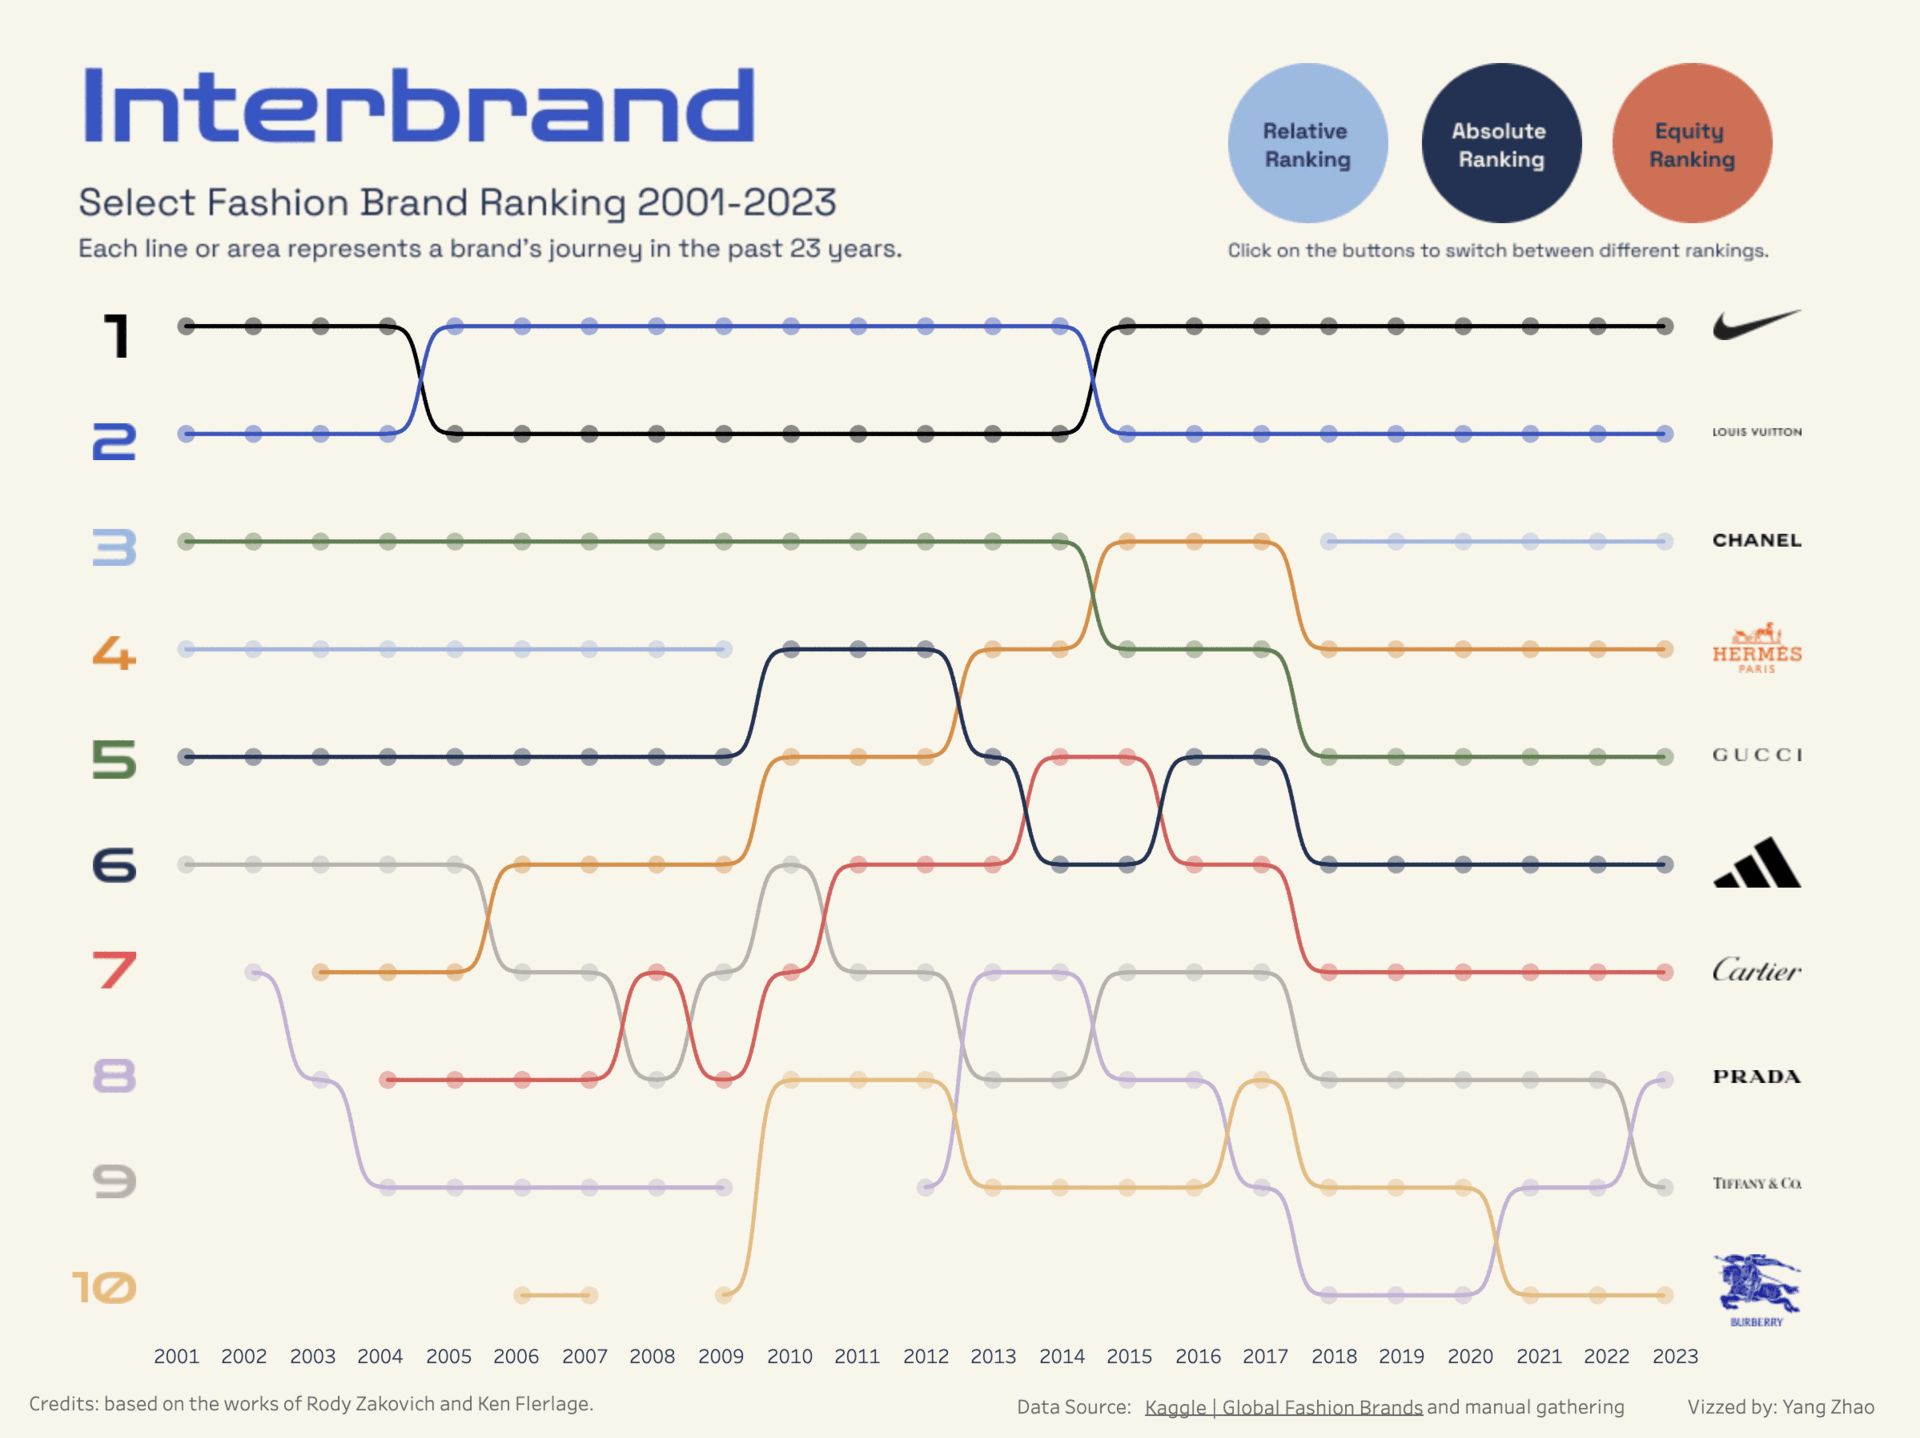 Interbrand
Select Fashion Brand Ranking 2001-2023
Each line or area represents a brand's journey in the past 23 years.
Relative
Ranking
Absolute
Ranking
Equity
Ranking
Click on the buttons to switch between different rankings.
1
2
LOUIS VUITTON
3
CHANEL
4
HERMÈS
PARIS
5
GUCCI
6
7
Cartier
8
PRADA
9
TIFFANY & CO.
10
BURBERRY
2001 2002 2003 2004 2005 2006 2007 2008 2009 2010 2011 2012 2013 2014 2015 2016 2017 2018 2019 2020 2021 2022 2023
Credits: based on the works of Rody Zakovich and Ken Flerlage.
Data Source: Kaggle | Global Fashion Brands and manual gathering
Vizzed by: Yang Zhao